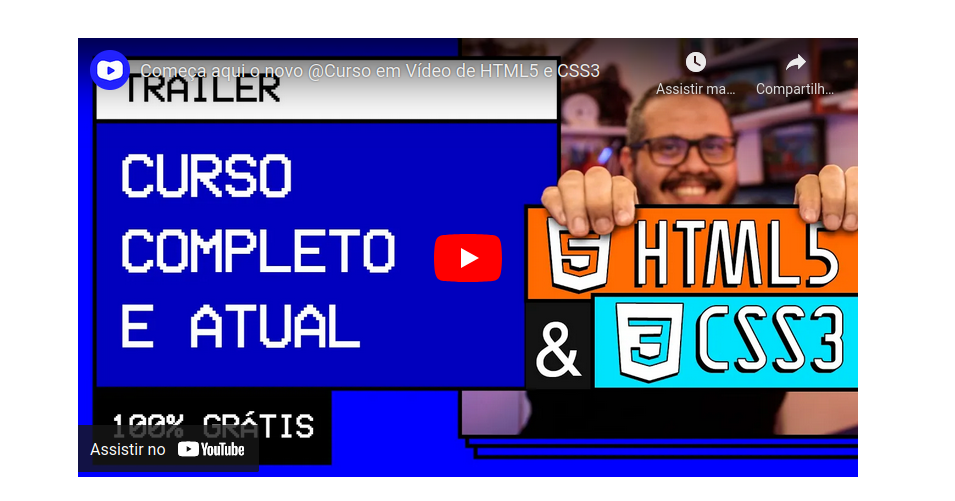 Começa aqui o novo @Curso em Vídeo de HTML5 e CSS3
Assistir ma...
Compartilh...
TRAILER
CURSO
COMPLETO
E ATUAL
HTML5
& CSS3
100% GRÁTIS
Assistir no YouTube